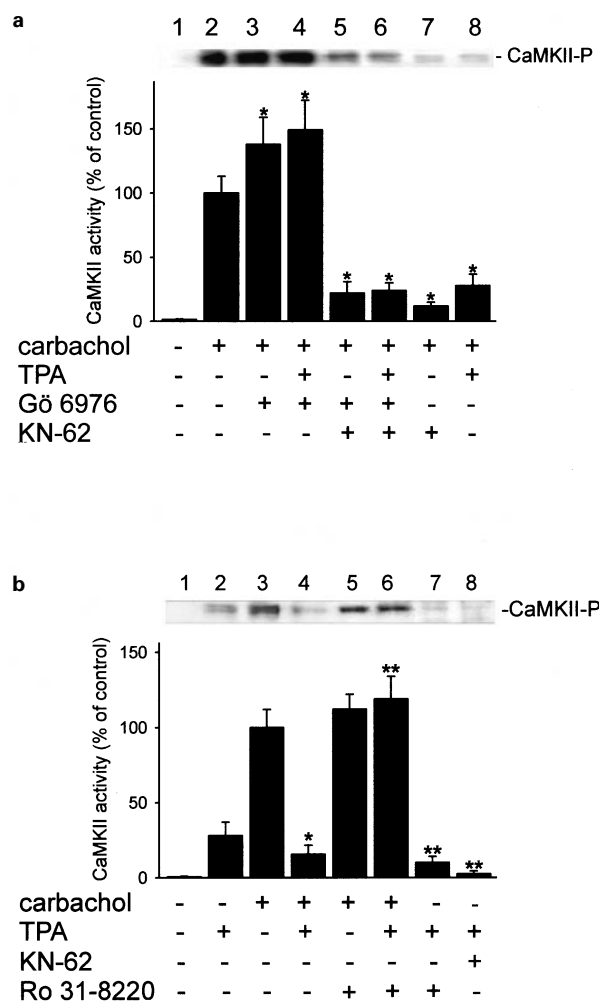 a
1 2 3 4 5 6 7 8
- CaMKII-P
CaMKII activity (% of control)
150
100
50
0
* * * * * *
carbachol - + + + + + + +
TPA - - - + - + - +
Gö 6976 - - + + + + - -
KN-62 - - - - + + + -
b
1 2 3 4 5 6 7 8
-CaMKII-P
CaMKII activity (% of control)
150
100
50
0
* ** ** **
carbachol - - + + + + - -
TPA - + - + - + + +
KN-62 - - - - - - - +
Ro 31-8220 - - - - + + + -